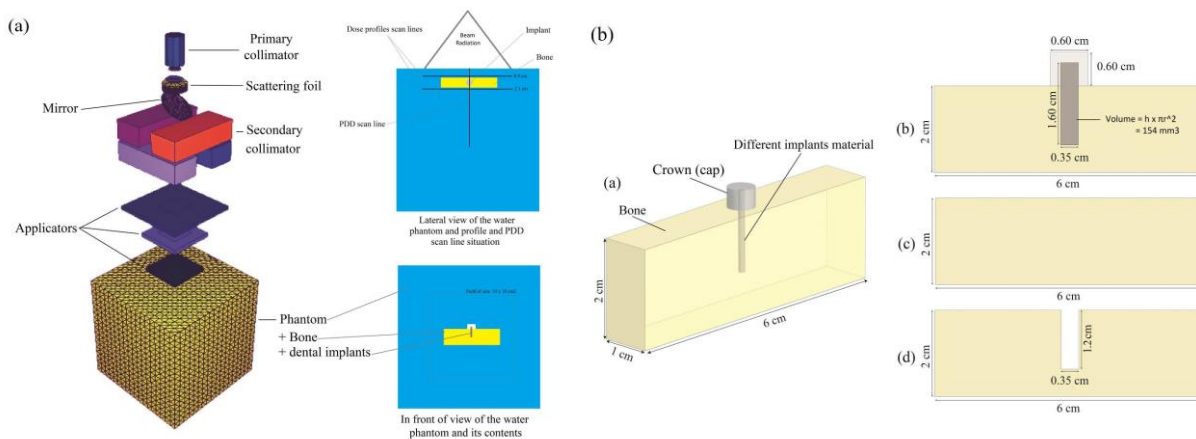 (a)
Primary
collimator
Scattering foil
Mirror
Secondary
collimator
Applicators
Phantom
+ Bone
+ dental implants
Dose profiles scan lines
Beam
Radiation
Implant
Bone
PDD scan line
Lateral view of the water
phantom and profile and PDD
scan line situation
In front of view of the water
phantom and its contents
(b)
(a)
Crown (cap)
Different implants material
Bone
2 cm
1 cm
6 cm
0.60 cm
0.60 cm
(b)
2 cm
1.60 cm
Volume = h x πr^2
= 154 mm3
0.35 cm
6 cm
(c)
2 cm
6 cm
(d)
2 cm
1.2 cm
0.35 cm
6 cm